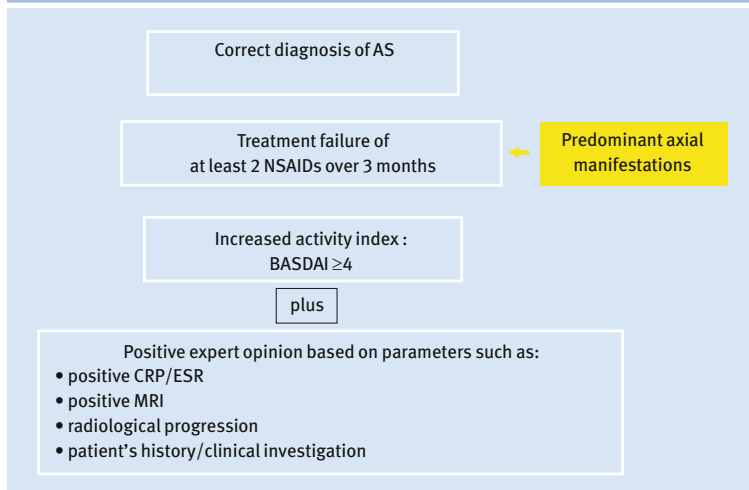 Correct diagnosis of AS
Treatment failure of
at least 2 NSAIDs over 3 months
Predominant axial
manifestations
Increased activity index :
BASDAI ≥4
plus
Positive expert opinion based on parameters such as:
• positive CRP/ESR
• positive MRI
• radiological progression
• patient’s history/clinical investigation